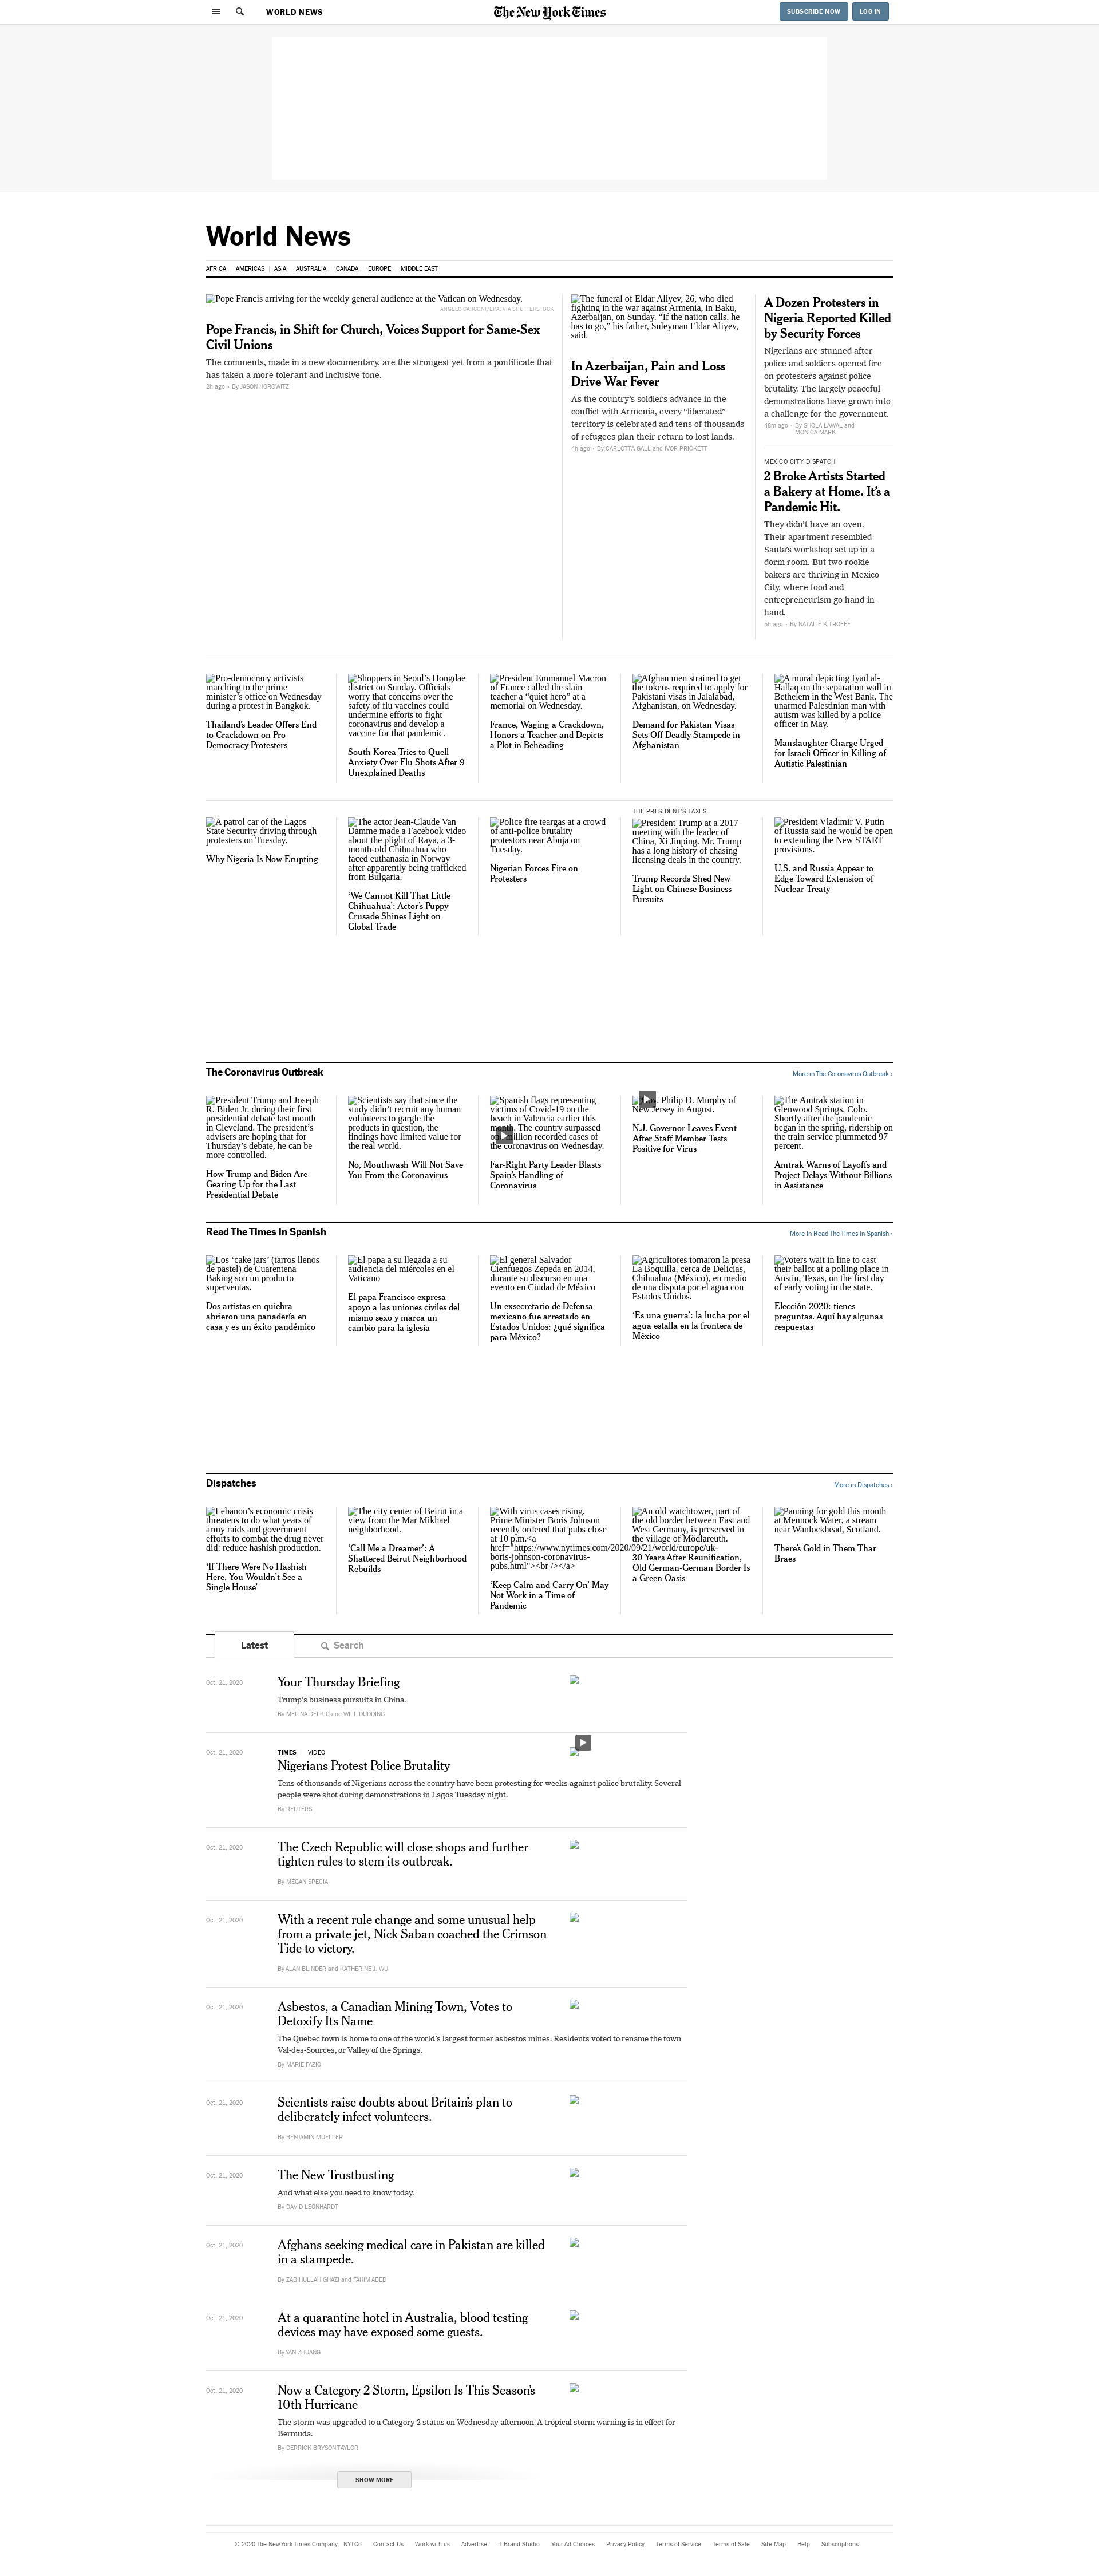 WORLD NEWS
The New York Times
SUBSCRIBE NOW
LOG IN
World News
AFRICA | AMERICAS | ASIA | AUSTRALIA | CANADA | EUROPE | MIDDLE EAST
Pope Francis arriving for the weekly general audience at the Vatican on Wednesday.
ANGELO CARCONI/EPA, VIA SHUTTERSTOCK
Pope Francis, in Shift for Church, Voices Support for Same-Sex
Civil Unions
The comments, made in a new documentary, are the strongest yet from a pontificate that
has taken a more tolerant and inclusive tone.
2h ago · By JASON HOROWITZ
The funeral of Eldar Aliyev, 26, who died
fighting in the war against Armenia, in Baku,
Azerbaijan, on Sunday. “If the nation calls, he
has to go,” his father, Suleyman Eldar Aliyev,
said.
In Azerbaijan, Pain and Loss
Drive War Fever
As the country’s soldiers advance in the
conflict with Armenia, every “liberated”
territory is celebrated and tens of thousands
of refugees plan their return to lost lands.
4h ago · By CARLOTTA GALL and IVOR PRICKETT
A Dozen Protesters in
Nigeria Reported Killed
by Security Forces
Nigerians are stunned after
police and soldiers opened fire
on protesters against police
brutality. The largely peaceful
demonstrations have grown into
a challenge for the government.
48m ago · By SHOLA LAWAL and
MONICA MARK
MEXICO CITY DISPATCH
2 Broke Artists Started
a Bakery at Home. It’s a
Pandemic Hit.
They didn’t have an oven.
Their apartment resembled
Santa’s workshop set up in a
dorm room. But two rookie
bakers are thriving in Mexico
City, where food and
entrepreneurism go hand-in-
hand.
5h ago · By NATALIE KITROEFF
Pro-democracy activists
marching to the prime
minister’s office on Wednesday
during a protest in Bangkok.
Thailand’s Leader Offers End
to Crackdown on Pro-
Democracy Protesters
Shoppers in Seoul’s Hongdae
district on Sunday. Officials
worry that concerns over the
safety of flu vaccines could
undermine efforts to fight
coronavirus and develop a
vaccine for that pandemic.
South Korea Tries to Quell
Anxiety Over Flu Shots After 9
Unexplained Deaths
President Emmanuel Macron
of France called the slain
teacher a “quiet hero” at a
memorial on Wednesday.
France, Waging a Crackdown,
Honors a Teacher and Depicts
a Plot in Beheading
Afghan men strained to get
the tokens required to apply for
Pakistani visas in Jalalabad,
Afghanistan, on Wednesday.
Demand for Pakistan Visas
Sets Off Deadly Stampede in
Afghanistan
A mural depicting Iyad al-
Hallaq on the separation wall in
Bethelem in the West Bank. The
unarmed Palestinian man with
autism was killed by a police
officer in May.
Manslaughter Charge Urged
for Israeli Officer in Killing of
Autistic Palestinian
A patrol car of the Lagos
State Security driving through
protesters on Tuesday.
Why Nigeria Is Now Erupting
The actor Jean-Claude Van
Damme made a Facebook video
about the plight of Raya, a 3-
month-old Chihuahua who
faced euthanasia in Norway
after apparently being trafficked
from Bulgaria.
‘We Cannot Kill That Little
Chihuahua’: Actor’s Puppy
Crusade Shines Light on
Global Trade
Police fire teargas at a crowd
of anti-police brutality
protestors near Abuja on
Tuesday.
Nigerian Forces Fire on
Protesters
THE PRESIDENT’S TAXES
President Trump at a 2017
meeting with the leader of
China, Xi Jinping. Mr. Trump
has a long history of chasing
licensing deals in the country.
Trump Records Shed New
Light on Chinese Business
Pursuits
President Vladimir V. Putin
of Russia said he would be open
to extending the New START
provisions.
U.S. and Russia Appear to
Edge Toward Extension of
Nuclear Treaty
The Coronavirus Outbreak
More in The Coronavirus Outbreak ›
President Trump and Joseph
R. Biden Jr. during their first
presidential debate last month
in Cleveland. The president’s
advisers are hoping that for
Thursday’s debate, he can be
more controlled.
How Trump and Biden Are
Gearing Up for the Last
Presidential Debate
Scientists say that since the
study didn’t recruit any human
volunteers to gargle the
products in question, the
findings have limited value for
the real world.
No, Mouthwash Will Not Save
You From the Coronavirus
Spanish flags representing
victims of Covid-19 on the
beach in Valencia earlier this
The country surpassed
recorded cases of
the coronavirus on Wednesday.
Far-Right Party Leader Blasts
Spain’s Handling of
Coronavirus
Philip D. Murphy of
New Jersey in August.
N.J. Governor Leaves Event
After Staff Member Tests
Positive for Virus
The Amtrak station in
Glenwood Springs, Colo.
Shortly after the pandemic
began in the spring, ridership on
the train service plummeted 97
percent.
Amtrak Warns of Layoffs and
Project Delays Without Billions
in Assistance
Read The Times in Spanish
More in Read The Times in Spanish ›
Los ‘cake jars’ (tarros llenos
de pastel) de Cuarentena
Baking son un producto
superventas.
Dos artistas en quiebra
abrieron una panadería en
casa y es un éxito pandémico
El papa a su llegada a su
audiencia del miércoles en el
Vaticano
El papa Francisco expresa
apoyo a las uniones civiles del
mismo sexo y marca un
cambio para la iglesia
El general Salvador
Cienfuegos Zepeda en 2014,
durante su discurso en una
evento en Ciudad de México
Un exsecretario de Defensa
mexicano fue arrestado en
Estados Unidos: ¿qué significa
para México?
Agricultores tomaron la presa
La Boquilla, cerca de Delicias,
Chihuahua (México), en medio
de una disputa por el agua con
Estados Unidos.
‘Es una guerra’: la lucha por el
agua estalla en la frontera de
México
Voters wait in line to cast
their ballot at a polling place in
Austin, Texas, on the first day
of early voting in the state.
Elección 2020: tienes
preguntas. Aquí hay algunas
respuestas
Dispatches
More in Dispatches ›
Lebanon’s economic crisis
threatens to do what years of
army raids and government
efforts to combat the drug never
did: reduce hashish production.
‘If There Were No Hashish
Here, You Wouldn’t See a
Single House’
The city center of Beirut in a
view from the Mar Mikhael
neighborhood.
‘Call Me a Dreamer’: A
Shattered Beirut Neighborhood
Rebuilds
With virus cases rising,
Prime Minister Boris Johnson
recently ordered that pubs close
at 10 p.m.<a
href="https://www.nytimes.com/2020/09/21/world/europe/uk-
boris-johnson-coronavirus-
pubs.html"><br /></a>
‘Keep Calm and Carry On’ May
Not Work in a Time of
Pandemic
An old watchtower, part of
the old border between East and
West Germany, is preserved in
the village of Mödlareuth.
30 Years After Reunification,
Old German-German Border Is
a Green Oasis
Panning for gold this month
at Mennock Water, a stream
near Wanlockhead, Scotland.
There’s Gold in Them Thar
Braes
Latest
Search
Oct. 21, 2020
Your Thursday Briefing
Trump’s business pursuits in China.
By MELINA DELKIC and WILL DUDDING
Oct. 21, 2020
TIMES | VIDEO
Nigerians Protest Police Brutality
Tens of thousands of Nigerians across the country have been protesting for weeks against police brutality. Several
people were shot during demonstrations in Lagos Tuesday night.
By REUTERS
Oct. 21, 2020
The Czech Republic will close shops and further
tighten rules to stem its outbreak.
By MEGAN SPECIA
Oct. 21, 2020
With a recent rule change and some unusual help
from a private jet, Nick Saban coached the Crimson
Tide to victory.
By ALAN BLINDER and KATHERINE J. WU
Oct. 21, 2020
Asbestos, a Canadian Mining Town, Votes to
Detoxify Its Name
The Quebec town is home to one of the world’s largest former asbestos mines. Residents voted to rename the town
Val-des-Sources, or Valley of the Springs.
By MARIE FAZIO
Oct. 21, 2020
Scientists raise doubts about Britain’s plan to
deliberately infect volunteers.
By BENJAMIN MUELLER
Oct. 21, 2020
The New Trustbusting
And what else you need to know today.
By DAVID LEONHARDT
Oct. 21, 2020
Afghans seeking medical care in Pakistan are killed
in a stampede.
By ZABIHULLAH GHAZI and FAHIM ABED
Oct. 21, 2020
At a quarantine hotel in Australia, blood testing
devices may have exposed some guests.
By YAN ZHUANG
Oct. 21, 2020
Now a Category 2 Storm, Epsilon Is This Season’s
10th Hurricane
The storm was upgraded to a Category 2 status on Wednesday afternoon. A tropical storm warning is in effect for
Bermuda.
By DERRICK BRYSON TAYLOR
SHOW MORE
© 2020 The New York Times Company NYTCo Contact Us Work with us Advertise T Brand Studio Your Ad Choices Privacy Policy Terms of Service Terms of Sale Site Map Help Subscriptions